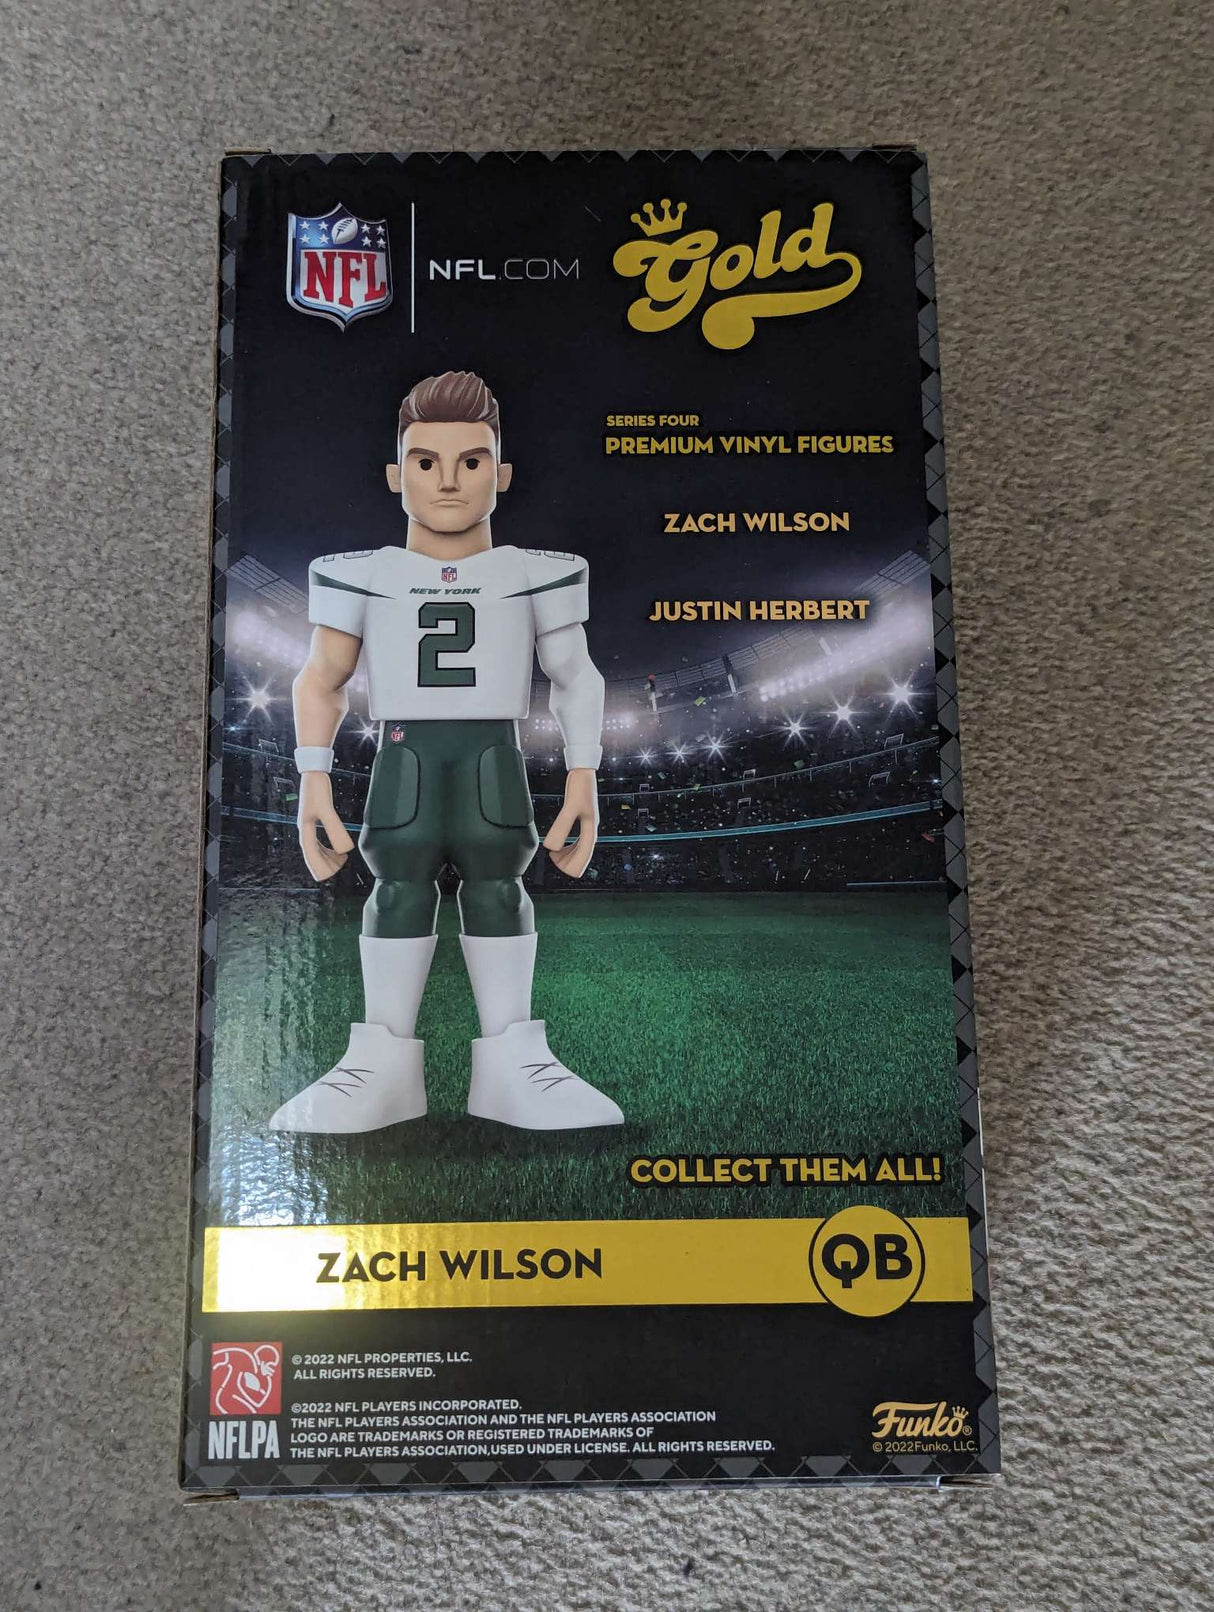 NFL
NFL.COM
Gold
SERIES FOUR
PREMIUM VINYL FIGURES
ZACH WILSON
JUSTIN HERBERT
NFL
NEW YORK
2
NFL
COLLECT THEM ALL!
ZACH WILSON
QB
© 2022 NFL PROPERTIES, LLC.
ALL RIGHTS RESERVED.
NFLPA
©2022 NFL PLAYERS INCORPORATED.
THE NFL PLAYERS ASSOCIATION AND THE NFL PLAYERS ASSOCIATION
LOGO ARE TRADEMARKS OR REGISTERED TRADEMARKS OF
THE NFL PLAYERS ASSOCIATION,USED UNDER LICENSE. ALL RIGHTS RESERVED.
Funko®
© 2022Funko, LLC.